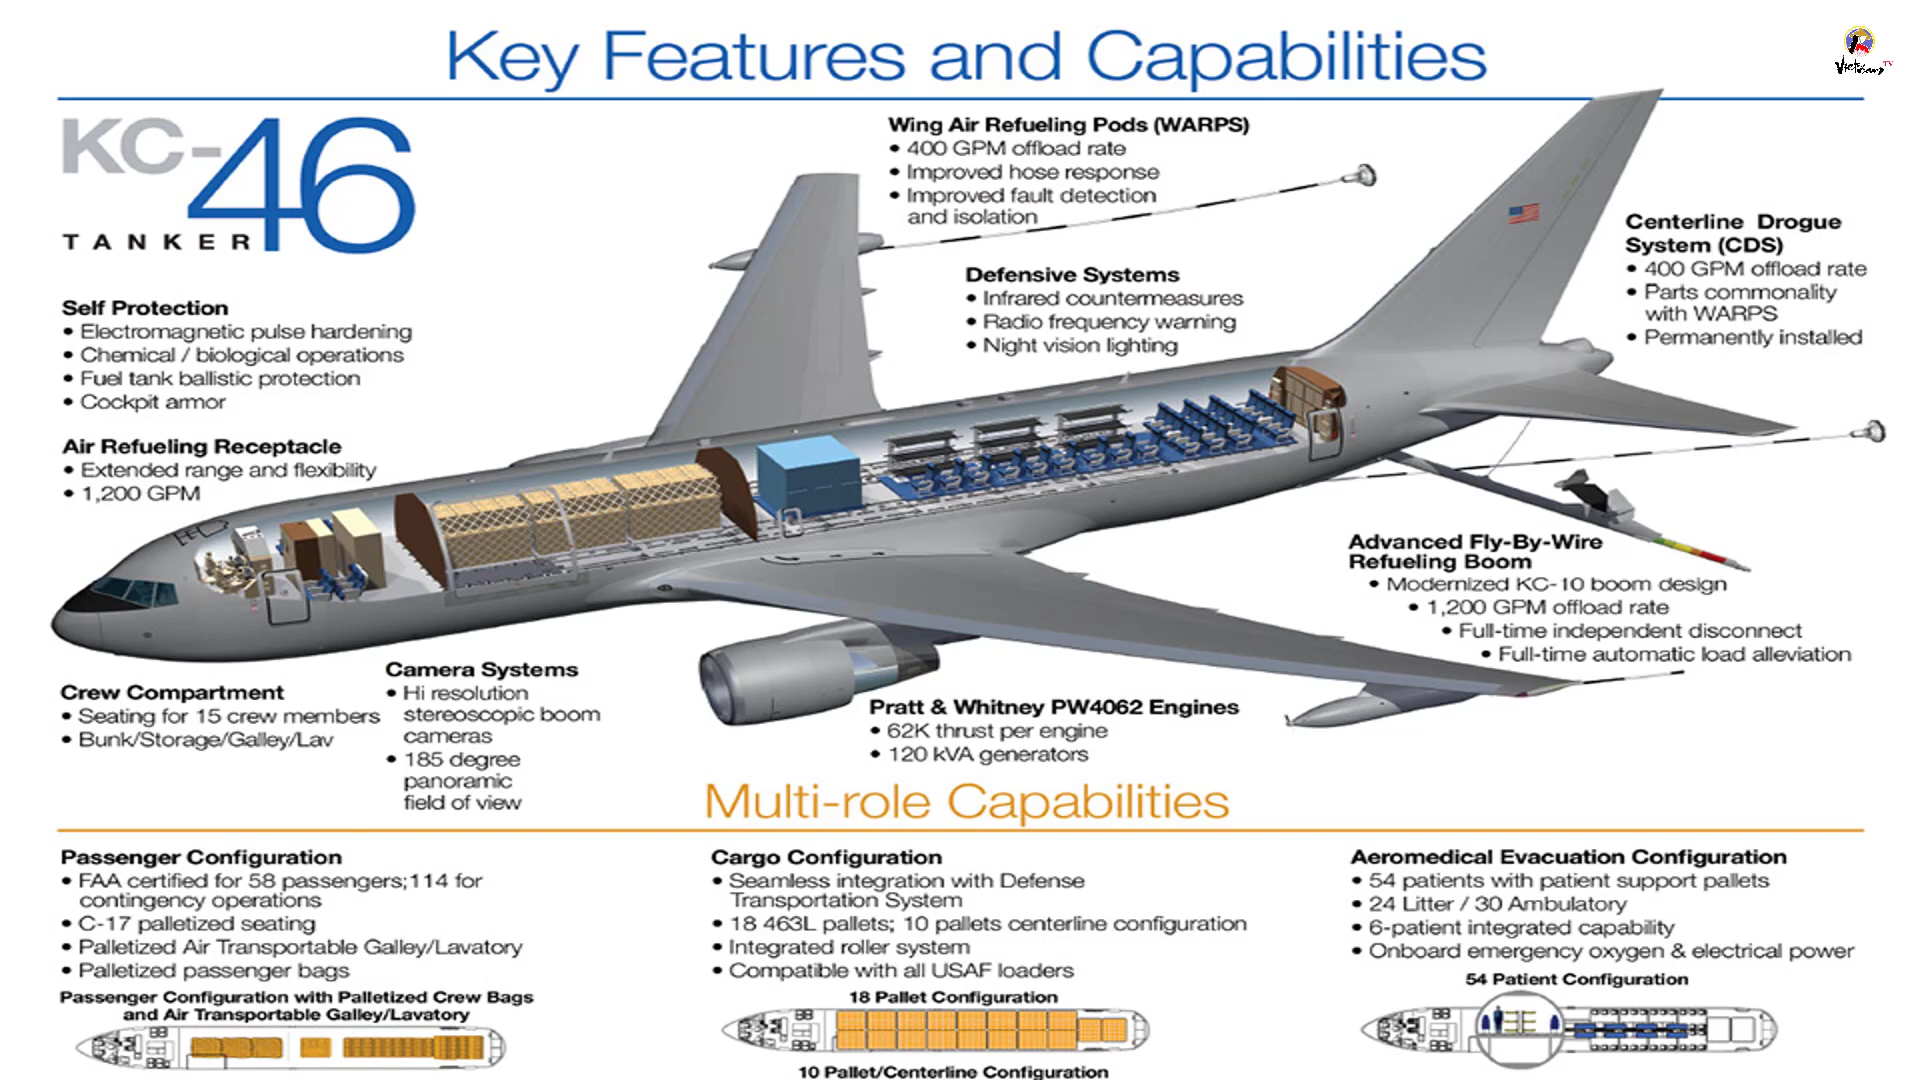 Key Features and Capabilities
KC-46
TANKER
Wing Air Refueling Pods (WARPS)
• 400 GPM offload rate
• Improved hose response
• Improved fault detection
and isolation
Defensive Systems
• Infrared countermeasures
• Radio frequency warning
• Night vision lighting
Centerline Drogue
System (CDS)
• 400 GPM offload rate
• Parts commonality
with WARPS
• Permanently installed
Self Protection
• Electromagnetic pulse hardening
• Chemical / biological operations
• Fuel tank ballistic protection
• Cockpit armor
Air Refueling Receptacle
• Extended range and flexibility
• 1,200 GPM
Advanced Fly-By-Wire
Refueling Boom
• Modernized KC-10 boom design
• 1,200 GPM offload rate
• Full-time independent disconnect
• Full-time automatic load alleviation
Crew Compartment
• Seating for 15 crew members
• Bunk/Storage/Galley/Lav
Camera Systems
• Hi resolution
stereoscopic boom
cameras
• 185 degree
panoramic
field of view
Pratt & Whitney PW4062 Engines
• 62K thrust per engine
• 120 kVA generators
Multi-role Capabilities
Passenger Configuration
• FAA certified for 58 passengers;114 for
contingency operations
• C-17 palletized seating
• Palletized Air Transportable Galley/Lavatory
• Palletized passenger bags
Passenger Configuration with Palletized Crew Bags
and Air Transportable Galley/Lavatory
Cargo Configuration
• Seamless integration with Defense
Transportation System
• 18 463L pallets; 10 pallets centerline configuration
• Integrated roller system
• Compatible with all USAF loaders
18 Pallet Configuration
10 Pallet/Centerline Configuration
Aeromedical Evacuation Configuration
• 54 patients with patient support pallets
• 24 Litter / 30 Ambulatory
• 6-patient integrated capability
• Onboard emergency oxygen & electrical power
54 Patient Configuration